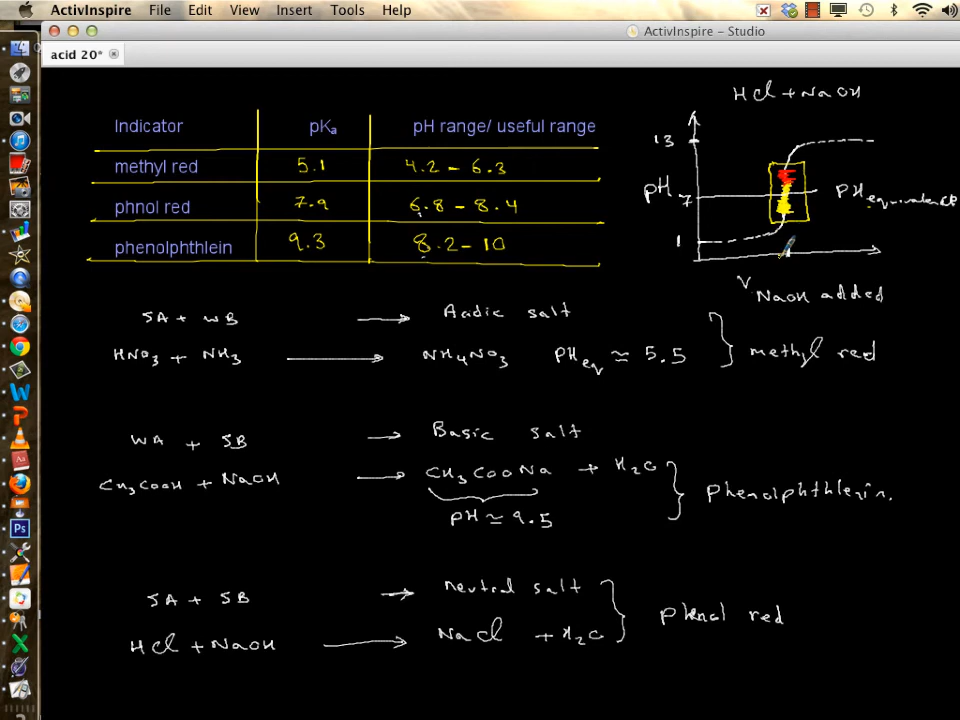 ActivInspire File Edit View Insert Tools Help
ActivInspire – Studio
acid 20*
Indicator pKₐ pH range/ useful range
methyl red 5.1 4.2 – 6.3
phnol red 7.9 6.8 – 8.4
phenolphthlein 9.3 8.2 – 10
HCl + NaOH
13
pH 7 PH equivalence
1
V NaOH added
SA + WB → Acidic salt
HNO₃ + NH₃ → NH₄NO₃ PHeq ≃ 5.5 } methyl red
WA + SB → Basic salt
CH₃COOH + NaOH → CH₃COONa + H₂O } phenolphthlein.
pH ≃ 9.5
SA + SB → neutral salt
HCl + NaOH → NaCl + H₂O } phenol red